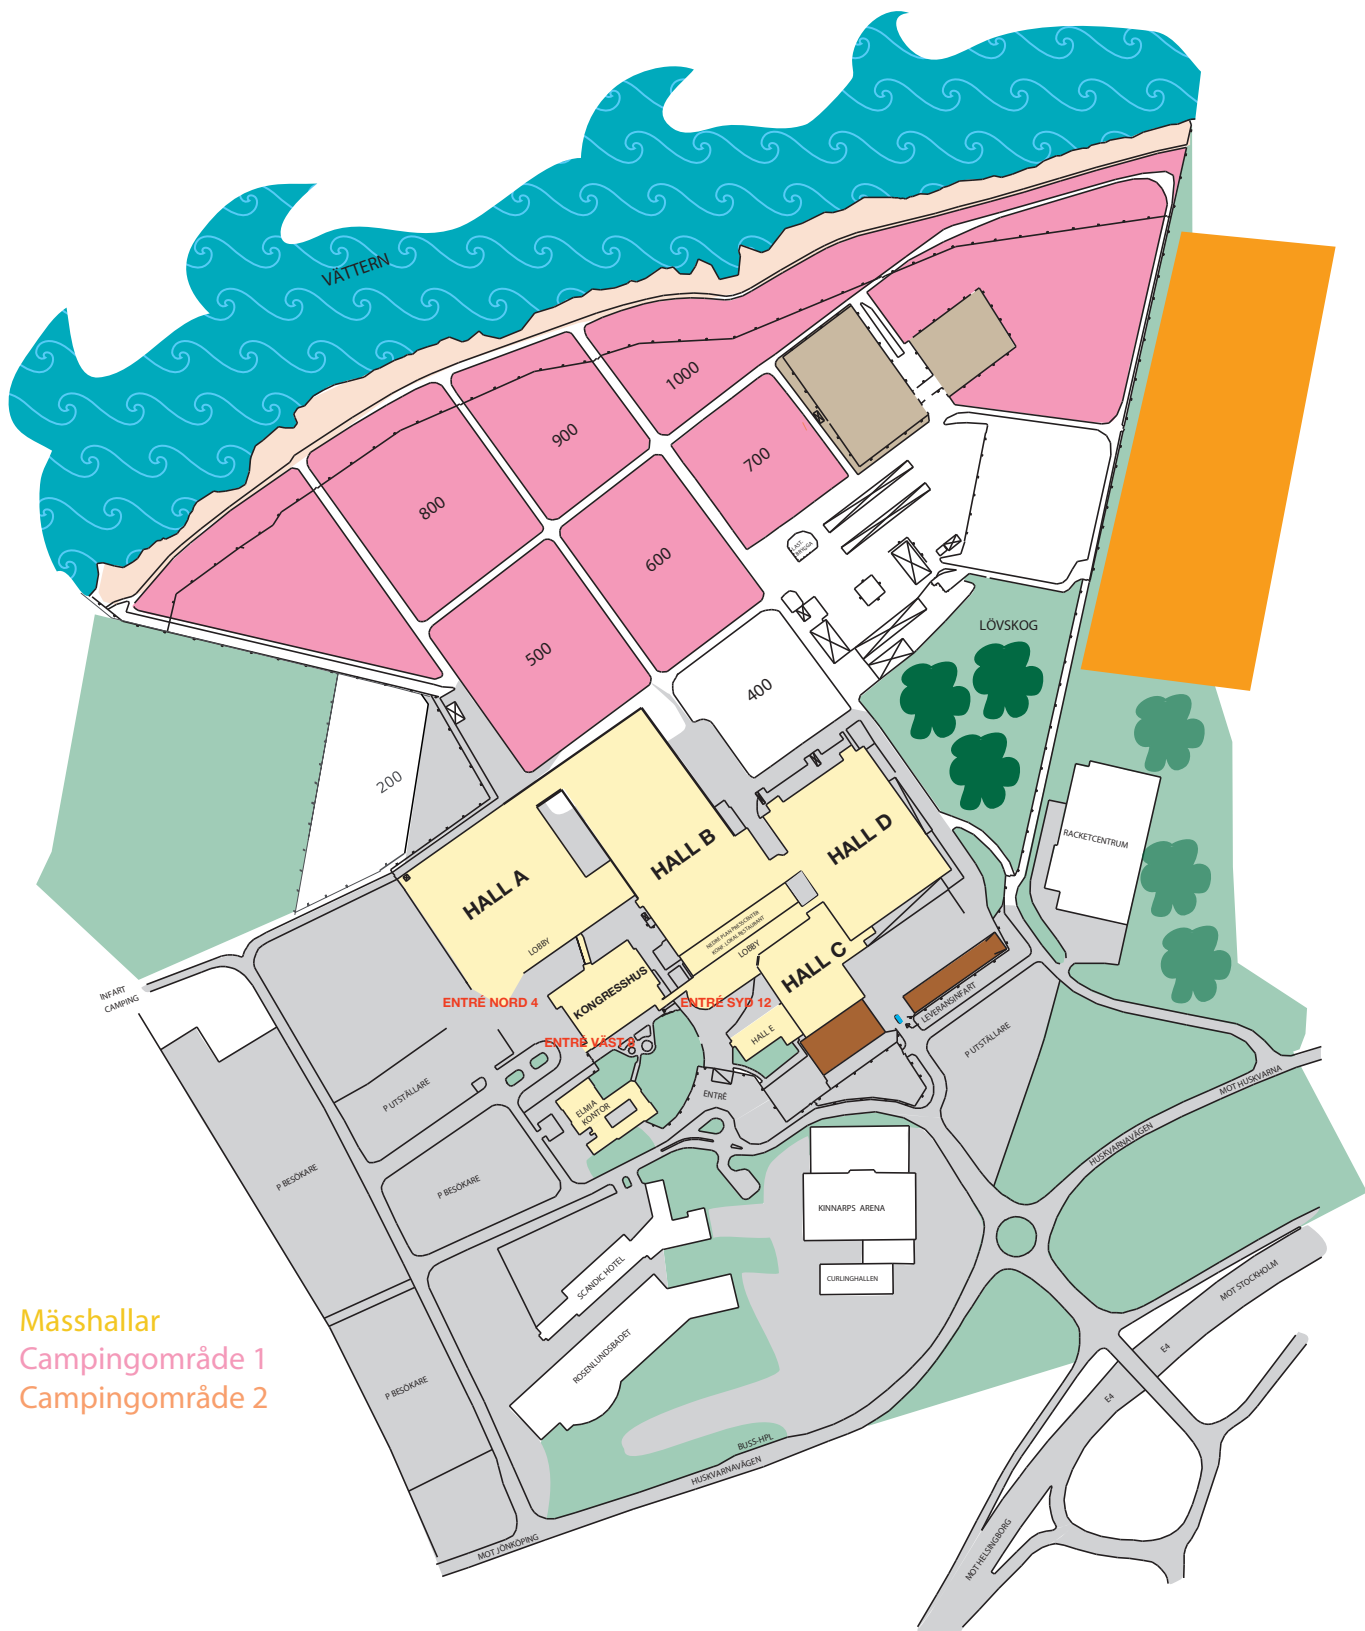 VÄTTERN
1000
900
700
800
600
500
400
200
LÖVSKOG
RACKETCENTRUM
HALL D
HALL B
HALL A
LOBBY
LOBBY
HALL C
KONGRESSHUS
ENTRÉ NORD 4
ENTRÉ SYD 12
ENTRÉ VÄST 8
HALL E
INFART
CAMPING
LEVERANSINFART
P UTSTÄLLARE
P UTSTÄLLARE
ENTRÉ
ELMIA
KONTOR
MOT HUSKVARNA
HUSKVARNAVÄGEN
P BESÖKARE
P BESÖKARE
KINNARPS ARENA
CURLINGHALLEN
SCANDIC HOTEL
ROSENLUNDSBADET
MOT STOCKHOLM
E4
E4
P BESÖKARE
BUSS-HPL
HUSKVARNAVÄGEN
MOT JÖNKÖPING
MOT HELSINGBORG
Mässhallar
Campingområde 1
Campingområde 2